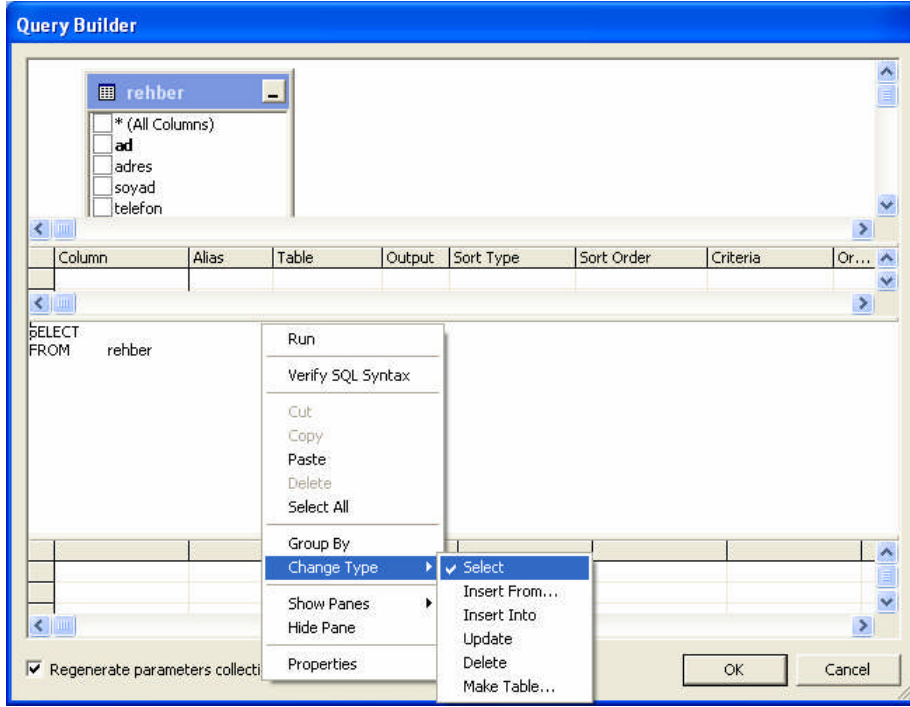 Query Builder
rehber
* (All Columns)
ad
adres
soyad
telefon
Column Alias Table Output Sort Type Sort Order Criteria Or...
SELECT
FROM rehber
Run
Verify SQL Syntax
Cut
Copy
Paste
Delete
Select All
Group By
Change Type
Show Panes
Hide Pane
Properties
Select
Insert From...
Insert Into
Update
Delete
Make Table...
Regenerate parameters collecti
OK Cancel